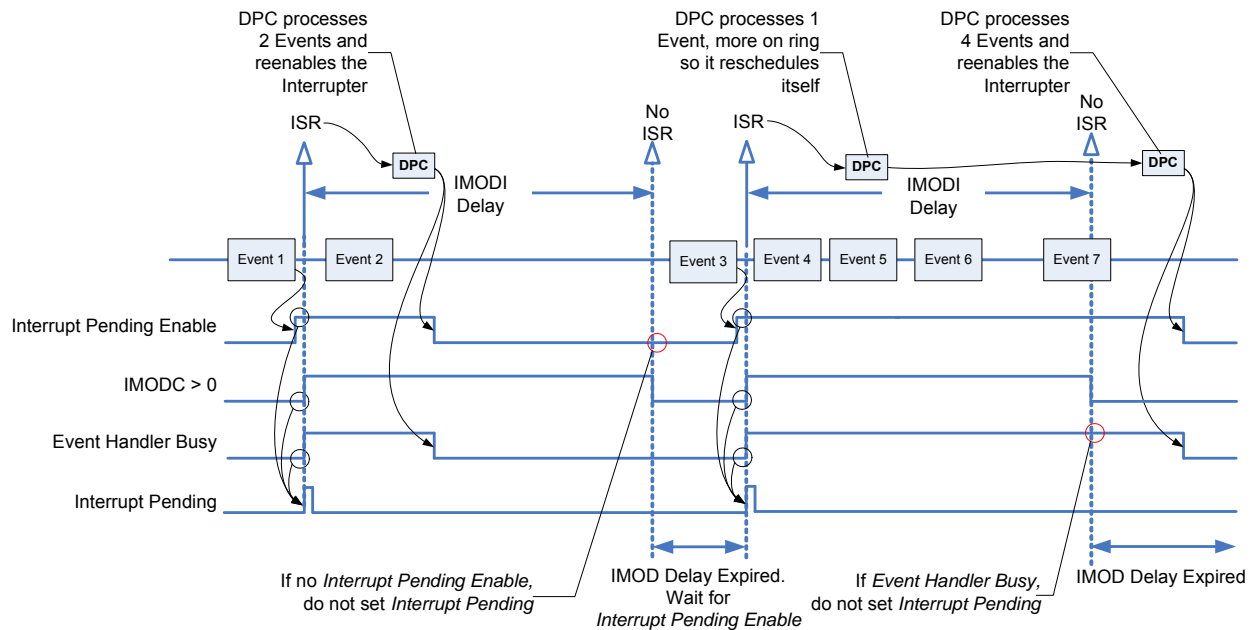 DPC processes
2 Events and
reenables the
Interrupter
DPC processes 1
Event, more on ring
so it reschedules
itself
DPC processes
4 Events and
reenables the
Interrupter
ISR
DPC
No
ISR
ISR
DPC
No
ISR
DPC
IMODI
Delay
IMODI
Delay
Event 1
Event 2
Event 3
Event 4
Event 5
Event 6
Event 7
Interrupt Pending Enable
IMODC > 0
Event Handler Busy
Interrupt Pending
If no Interrupt Pending Enable,
do not set Interrupt Pending
IMOD Delay Expired.
Wait for
Interrupt Pending Enable
If Event Handler Busy,
do not set Interrupt Pending
IMOD Delay Expired